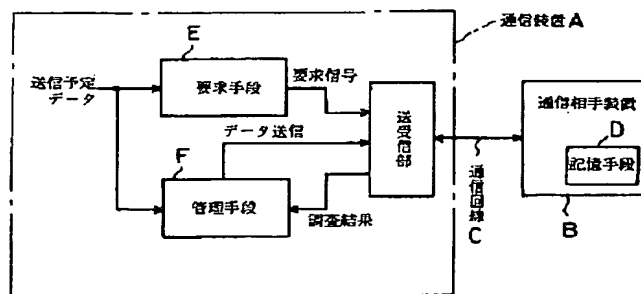 通信装置A
E
送信予定
データ
要求手段
要求信号
送受信部
通信相手装置
D
記憶手段
データ送信
F
管理手段
調査結果
通信回線
C
B